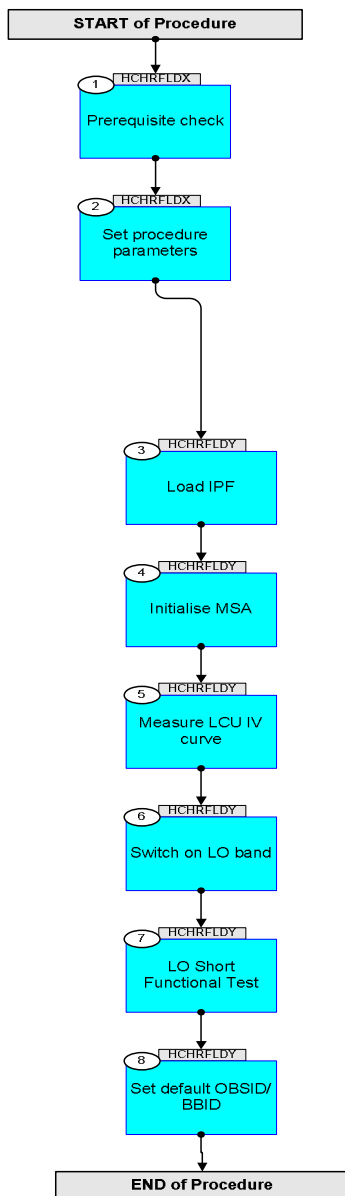 START of Procedure
HCHRFLDX
1
Prerequisite check
HCHRFLDX
2
Set procedure
parameters
HCHRFLDY
3
Load IPF
HCHRFLDY
4
Initialise MSA
HCHRFLDY
5
Measure LCU IV
curve
HCHRFLDY
6
Switch on LO band
HCHRFLDY
7
LO Short
Functional Test
HCHRFLDY
8
Set default OBSID/
BBID
END of Procedure